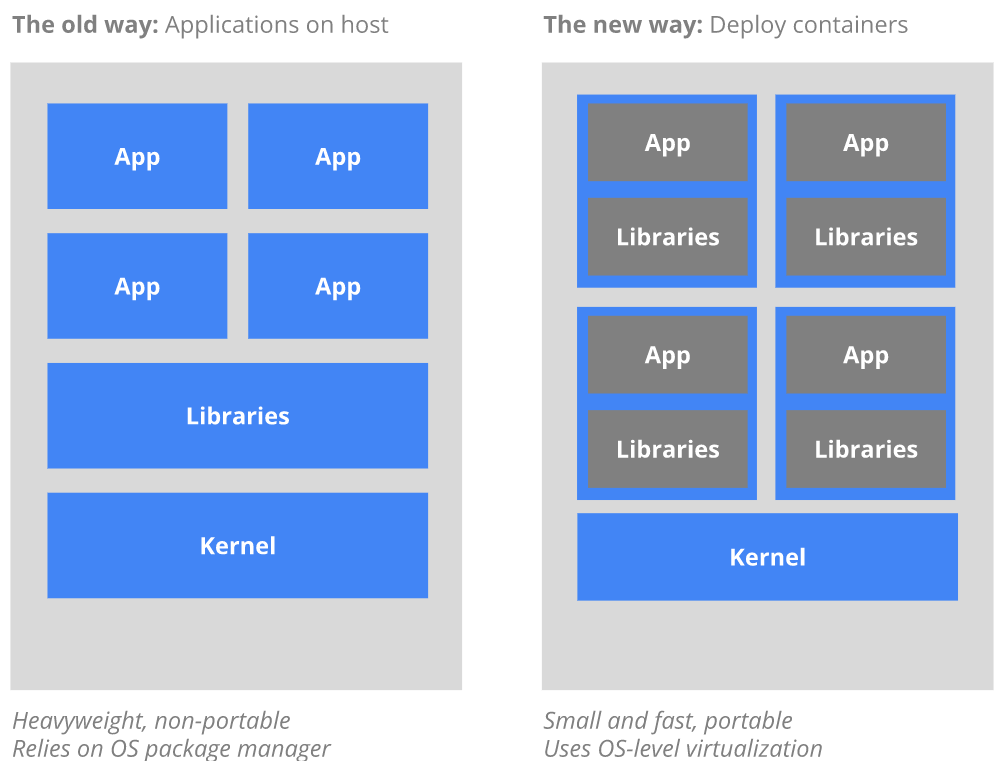 The old way: Applications on host
App
App
App
App
Libraries
Kernel
Heavyweight, non-portable
Relies on OS package manager
The new way: Deploy containers
App
App
Libraries
Libraries
App
App
Libraries
Libraries
Kernel
Small and fast, portable
Uses OS-level virtualization